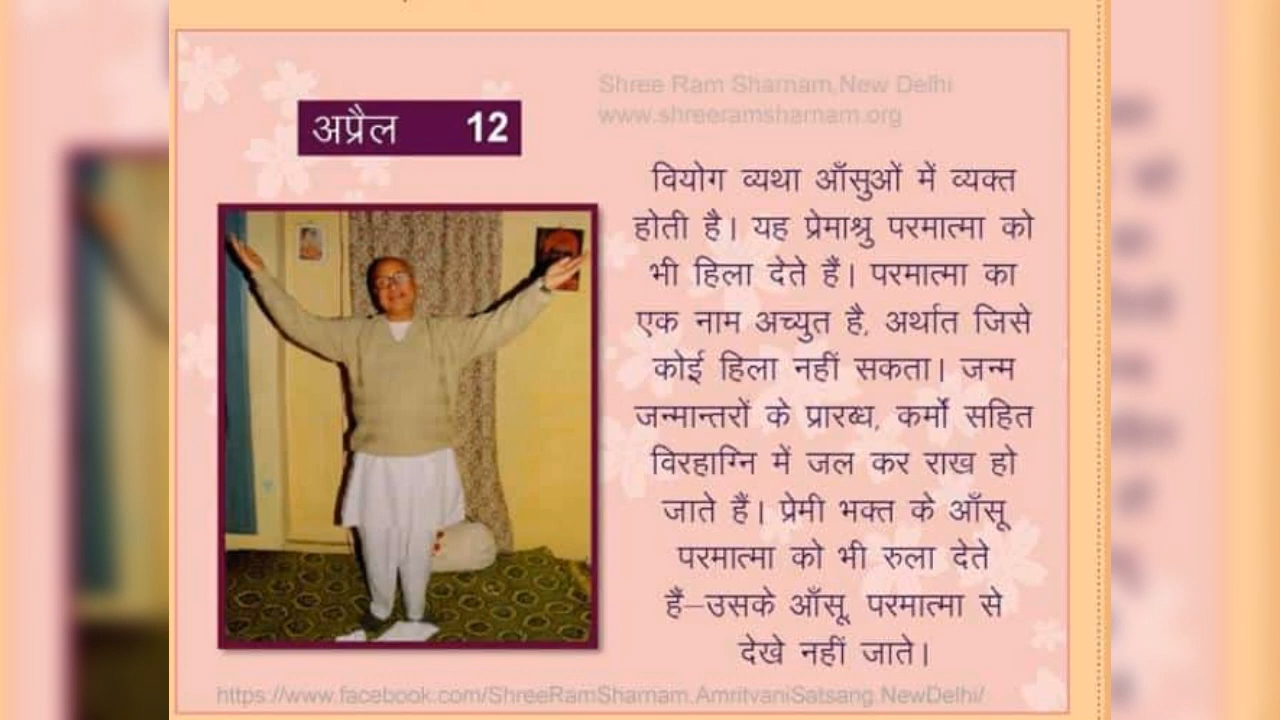 Shree Ram Sharnam, New Delhi
www.shreeramsharnam.org
अप्रैल 12
वियोग व्यथा आँसुओं में व्यक्त
होती है। यह प्रेमाश्रु परमात्मा को
भी हिला देते हैं। परमात्मा का
एक नाम अच्युत है, अर्थात जिसे
कोई हिला नहीं सकता। जन्म
जन्मान्तरों के प्रारब्ध, कर्मों सहित
विरहाग्नि में जल कर राख हो
जाते हैं। प्रेमी भक्त के आँसू
परमात्मा को भी रुला देते
हैं–उसके आँसू, परमात्मा से
देखे नहीं जाते।
https://www.facebook.com/ShreeRamSharnam.AmritvaniSatsang.NewDelhi/